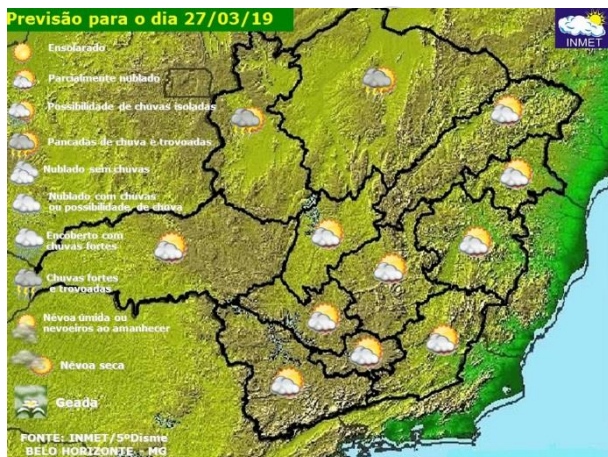 Previsão para o dia 27/03/19
INMET
Ensolarado
Parcialmente nublado
Possibilidade de chuvas isoladas
Pancadas de chuva e trovoadas
Nublado sem chuvas
Nublado com chuvas
ou possibilidade de chuva
Encoberto com
chuvas fortes
Chuvas fortes
e trovoadas
Névoa úmida ou
nevoeiros ao amanhecer
Névoa seca
Geada
FONTE: INMET/5ºDisme
BELO HORIZONTE - MG